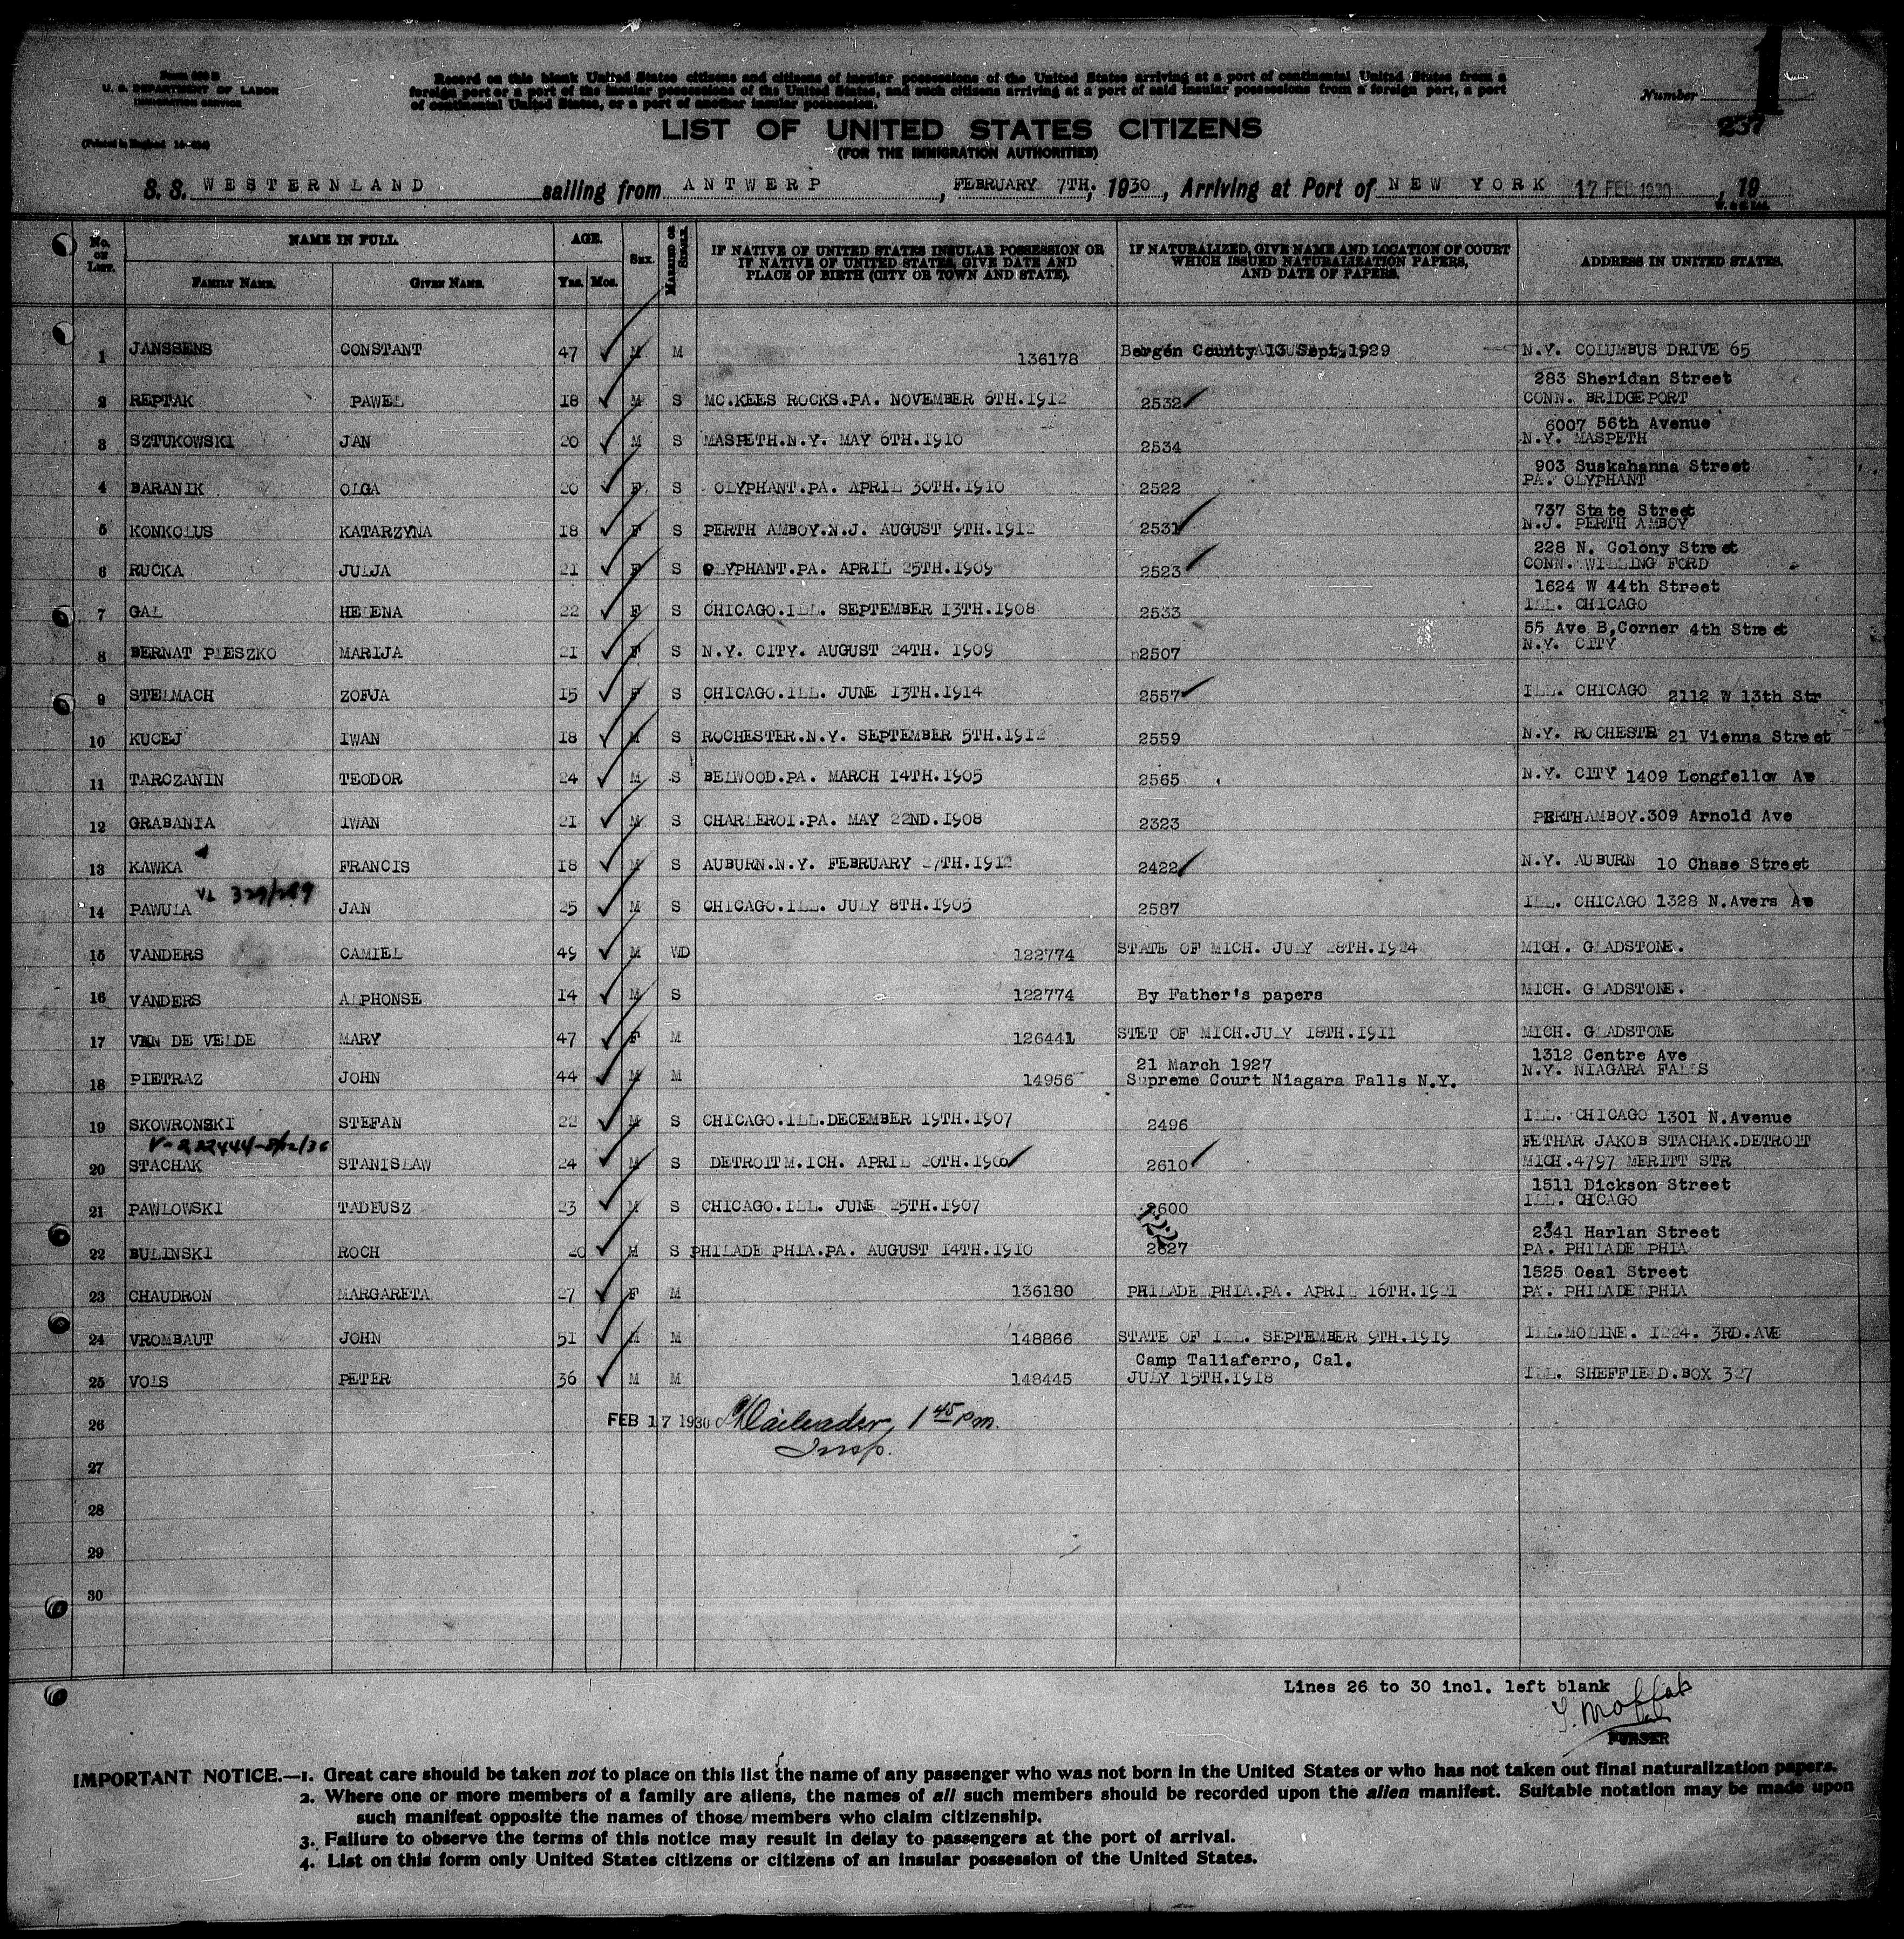 Form 630 B
U. S. DEPARTMENT OF LABOR
IMMIGRATION SERVICE
(Printed in England
Record on this blank United States citizens and citizens of insular possessions of the United States arriving at a port of continental United States from a
foreign port or a port of the insular possessions of the United States, and such citizens arriving at a port of said insular possessions from a foreign port, a port
of continental United States, or a port of another insular possession.
Number 1
237
LIST OF UNITED STATES CITIZENS
(FOR THE IMMIGRATION AUTHORITIES)
S. S. WESTERNLAND sailing from ANTWERP, FEBRUARY 7TH. 1930, Arriving at Port of NEW YORK 17 FEB 1930, 19
No. ON LIST. NAME IN FULL. AGE. SEX. MARRIED OR SINGLE. IF NATIVE OF UNITED STATES INSULAR POSSESSION OR IF NATIVE OF UNITED STATES, GIVE DATE AND PLACE OF BIRTH (CITY OR TOWN AND STATE). IF NATURALIZED, GIVE NAME AND LOCATION OF COURT WHICH ISSUED NATURALIZATION PAPERS, AND DATE OF PAPERS. ADDRESS IN UNITED STATES.
FAMILY NAME. GIVEN NAME. YRS. MOS.
1 JANSSENS CONSTANT 47 M M 136178 Bergen County 13 Sept, 1929 N.Y. COLUMBUS DRIVE 65
283 Sheridan Street
2 REPTAK PAWEL 18 M S MC.KEES ROCKS.PA. NOVEMBER 6TH.1912 2532 CONN. BRIDGEPORT
6007 56th Avenue
3 SZTUKOWSKI JAN 20 M S MASPETH.N.Y. MAY 6TH.1910 2534 N.Y. MASPETH
903 Suskahanna Street
4 BARANIK OLGA 20 F S OLYPHANT.PA. APRIL 30TH.1910 2522 PA. OLYPHANT
737 State Street
5 KONKOLUS KATARZYNA 18 F S PERTH AMBOY.N.J. AUGUST 9TH.1912 2531 N.J. PERTH AMBOY
228 N. Colony Street
6 RUCKA JULJA 21 F S OLYPHANT.PA. APRIL 25TH.1909 2523 CONN. WILLING FORD
1624 W 44th Street
7 GAL HELENA 22 F S CHICAGO.ILL. SEPTEMBER 13TH.1908 2533 ILL. CHICAGO
55 Ave B,Corner 4th Street
8 BERNAT PLESZKO MARIJA 21 F S N.Y. CITY. AUGUST 24TH. 1909 2507 N.Y. CITY
9 STELMACH ZOFJA 15 F S CHICAGO.ILL. JUNE 13TH.1914 2557 ILL. CHICAGO 2112 W 13th Str
10 KUCEJ IWAN 18 M S ROCHESTER.N.Y. SEPTEMBER 5TH.1912 2559 N.Y. ROCHESTR 21 Vienna Street
11 TARCZANIN TEODOR 24 M S BELWOOD.PA. MARCH 14TH.1905 2565 N.Y. CITY 1409 Longfellow Av
12 GRABANIA IWAN 21 M S CHARLEROI.PA. MAY 22ND.1908 2323 PERTHAMBOY.309 Arnold Ave
13 KAWKA FRANCIS 18 M S AUBURN.N.Y. FEBRUARY 27TH.1912 2422 N.Y. AUBURN 10 Chase Street
VL 329/289
14 PAWULA JAN 25 M S CHICAGO.ILL. JULY 8TH.1905 2587 ILL. CHICAGO 1328 N.Avers Av
15 VANDERS CAMIEL 49 M WD 122774 STATE OF MICH. JULY 28TH.1924 MICH. GLADSTONE.
16 VANDERS ALPHONSE 14 M S 122774 By Father's papers MICH. GLADSTONE.
17 VAN DE VELDE MARY 47 F M 126441 STET OF MICH.JULY 18TH.1911 MICH. GLADSTONE
21 March 1927 1312 Centre Ave
18 PIETRAZ JOHN 44 M M 14956 Supreme Court Niagara Falls N.Y. N.Y. NIAGARA FALLS
19 SKOWRONSKI STEFAN 22 M S CHICAGO.ILL.DECEMBER 19TH.1907 2496 ILL. CHICAGO 1301 N.Avenue
V-222444-8/12/36 FETHAR JAKOB STACHAK.DETROIT
20 STACHAK STANISLAW 24 M S DETROITM.ICH. APRIL 20TH.1906 2610 MICH.4797 MERITT STR
1511 Dickson Street
21 PAWLOWSKI TADEUSZ 23 M S CHICAGO.ILL. JUNE 25TH.1907 2600 ILL. CHICAGO
122 2341 Harlan Street
22 BULINSKI ROCH 20 M S PHILADELPHIA.PA. AUGUST 14TH.1910 2627 PA. PHILADELPHIA
1525 Oeal Street
23 CHAUDRON MARGARETA 27 F M 136180 PHILADELPHIA.PA. APRIL 16TH.1921 PA. PHILADELPHIA
24 VROMBAUT JOHN 51 M M 148866 STATE OF ILL. SEPTEMBER 9TH.1919 ILL.MODINE. 1224. 3RD.AVE
Camp Taliaferro, Cal.
25 VOIS PETER 36 M M 148445 JULY 15TH.1918 ILL. SHEFFIELD.BOX 327
26 FEB 17 1930 1 45 pm.
Insp.
27
28
29
30
Lines 26 to 30 incl. left blank
Y. Moffat
PURSER
IMPORTANT NOTICE.—1. Great care should be taken not to place on this list the name of any passenger who was not born in the United States or who has not taken out final naturalization papers.
2. Where one or more members of a family are aliens, the names of all such members should be recorded upon the alien manifest. Suitable notation may be made upon
such manifest opposite the names of those members who claim citizenship.
3. Failure to observe the terms of this notice may result in delay to passengers at the port of arrival.
4. List on this form only United States citizens or citizens of an insular possession of the United States.